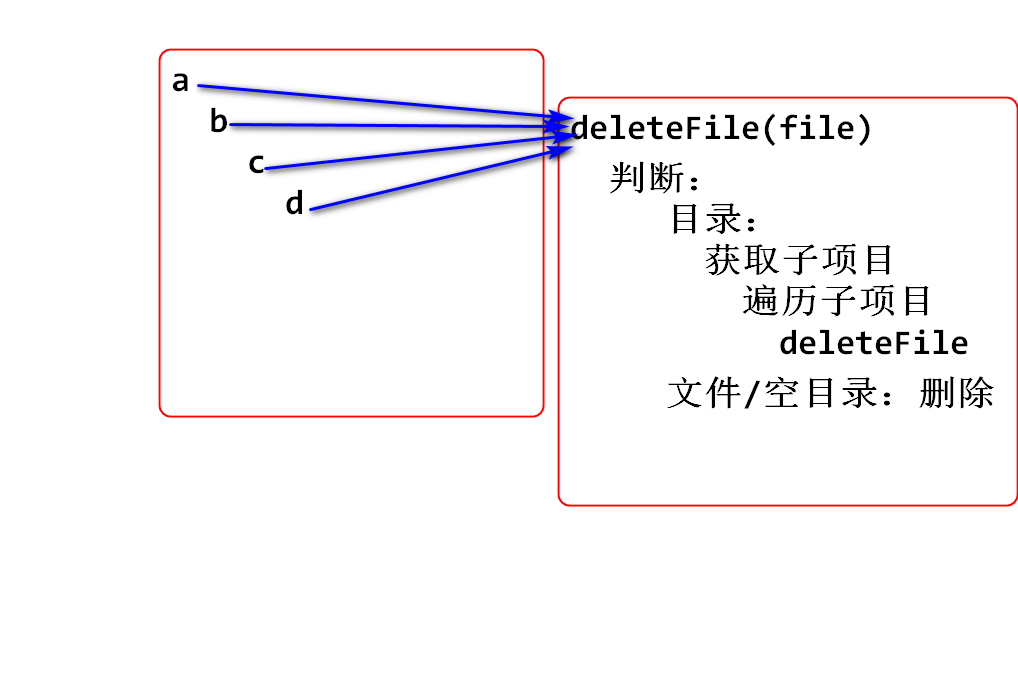 a
b
c
d
deleteFile(file)
判断：
目录：
获取子项目
遍历子项目
deleteFile
文件/空目录：删除